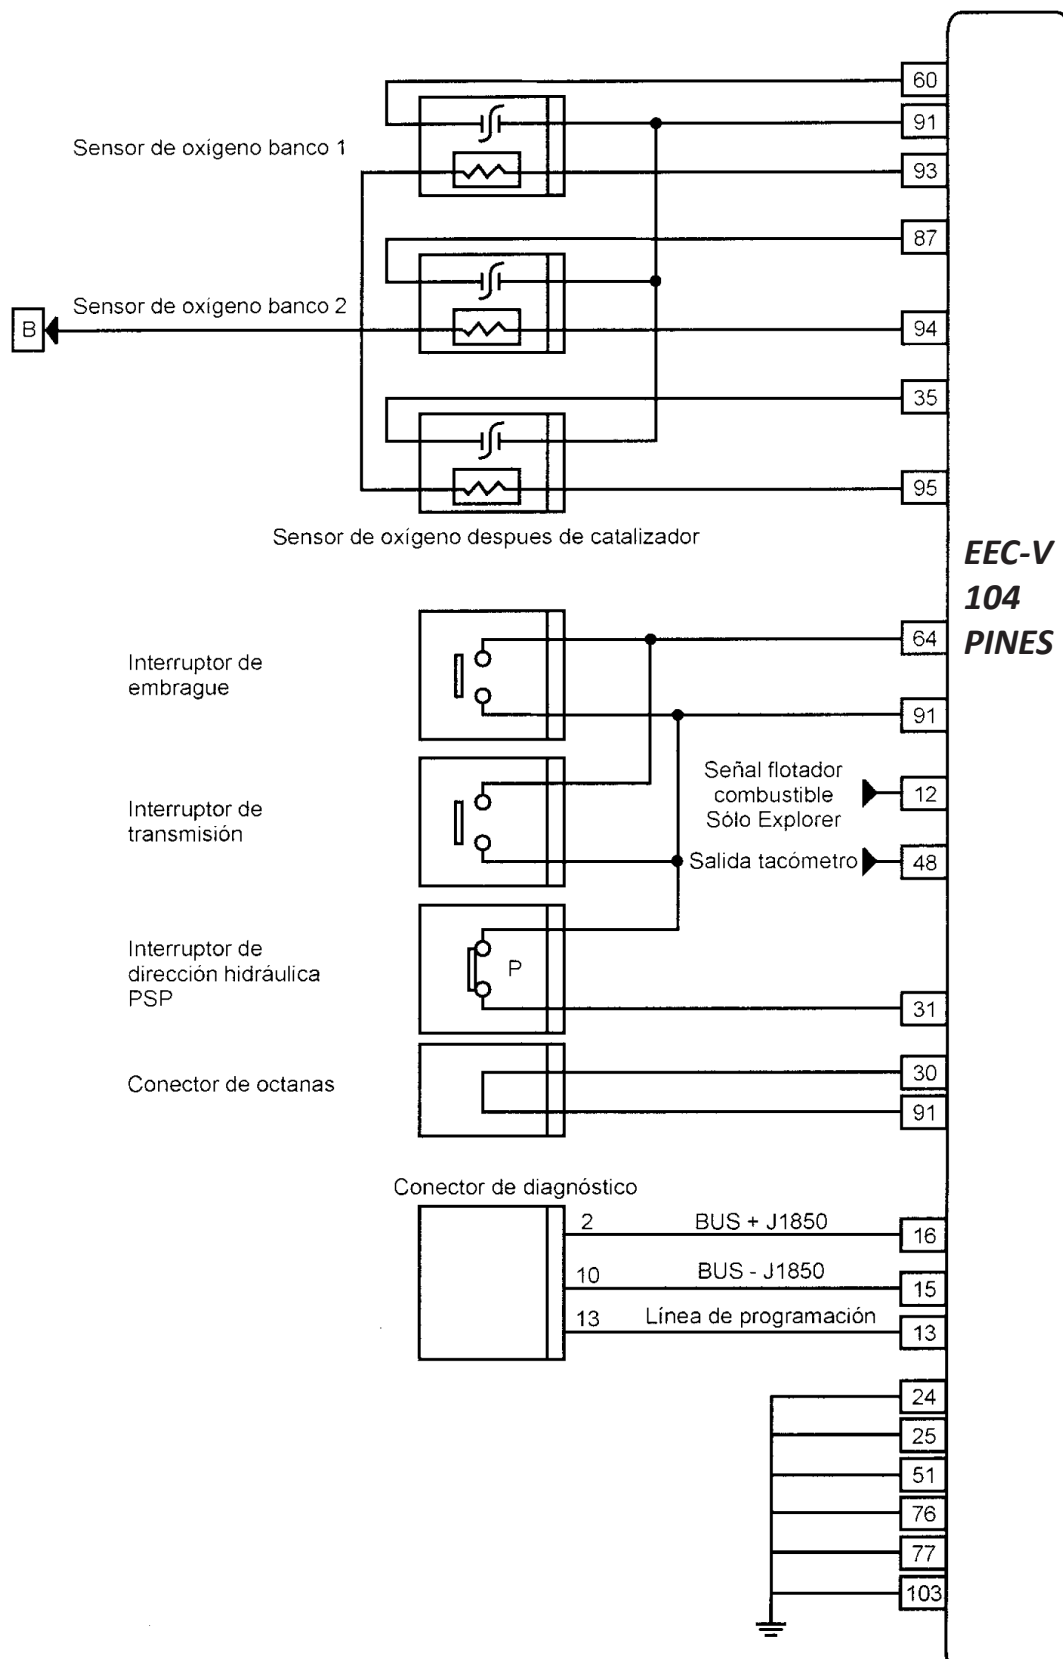 60
91
Sensor de oxígeno banco 1
93
87
Sensor de oxígeno banco 2
B
94
35
95
Sensor de oxígeno despues de catalizador
EEC-V
104
PINES
64
Interruptor de
embrague
91
Señal flotador
combustible
Sólo Explorer
12
Interruptor de
transmisión
Salida tacómetro
48
Interruptor de
dirección hidráulica
PSP
P
31
30
Conector de octanas
91
Conector de diagnóstico
2 BUS + J1850 16
10 BUS - J1850 15
13 Línea de programación 13
24
25
51
76
77
103